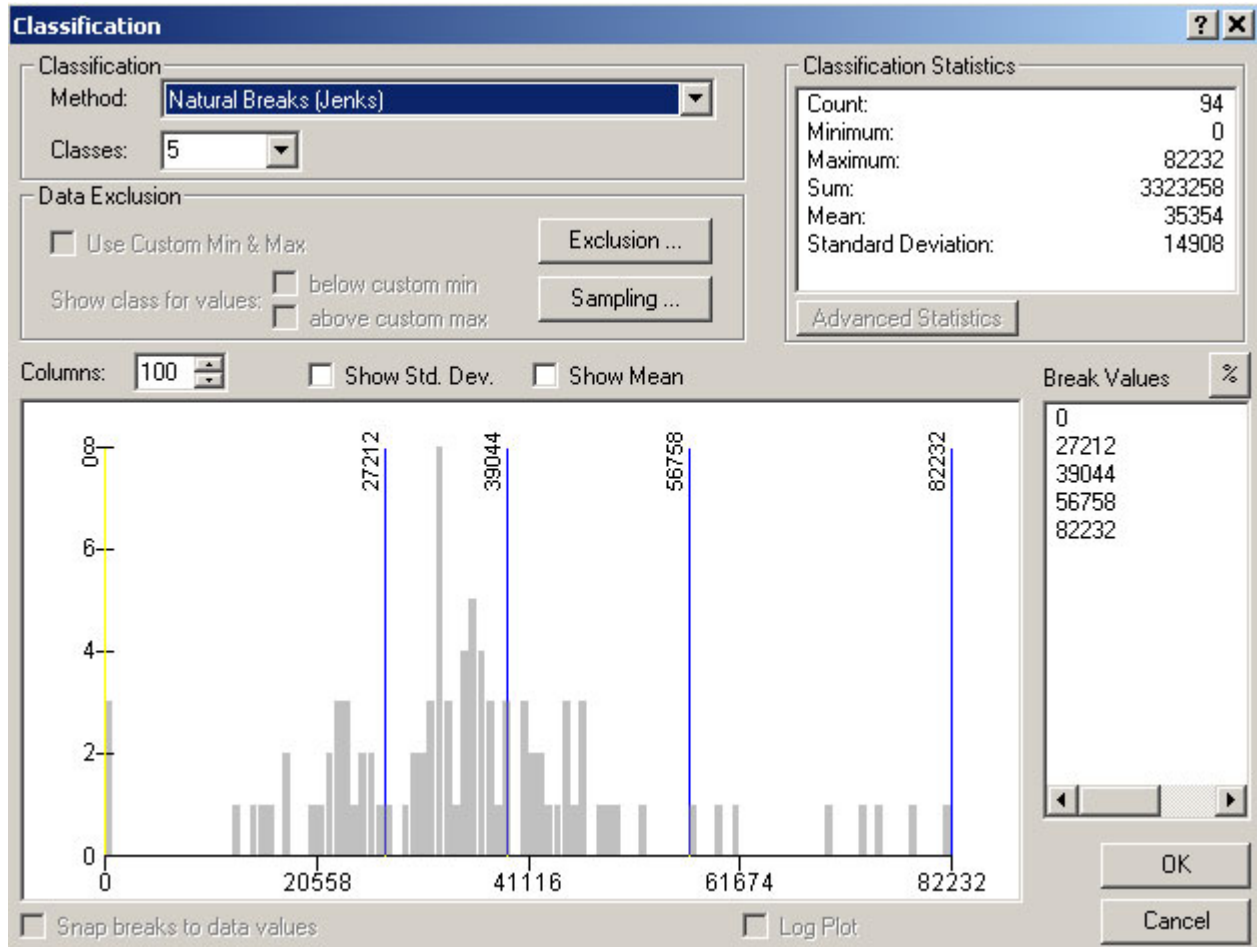 Classification
Classification
Method: Natural Breaks (Jenks)
Classes: 5
Data Exclusion
Use Custom Min & Max
Exclusion ...
Show class for values:
below custom min
above custom max
Sampling ...
Classification Statistics
Count: 94
Minimum: 0
Maximum: 82232
Sum: 3323258
Mean: 35354
Standard Deviation: 14908
Advanced Statistics
Columns: 100
Show Std. Dev.
Show Mean
Break Values
%
0
27212
39044
56758
82232
8
6
4
2
0
0
27212
39044
56758
82232
0
20558
41116
61674
82232
Snap breaks to data values
Log Plot
OK
Cancel